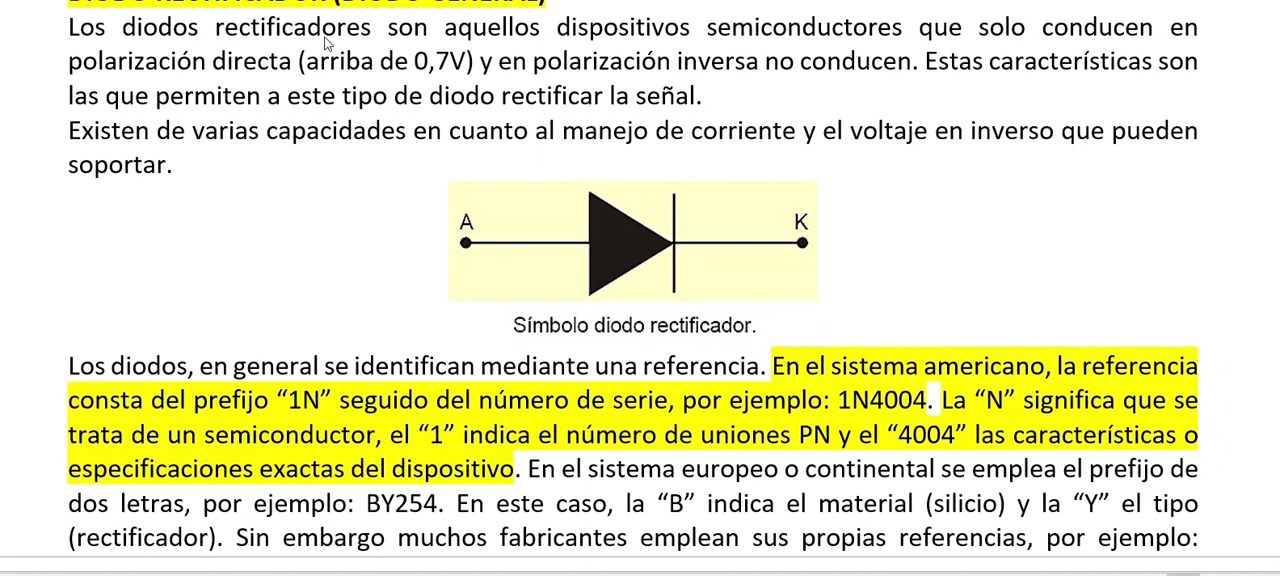 DIODO RECTIFICADOR (DIODO GENERAL)
Los diodos rectificadores son aquellos dispositivos semiconductores que solo conducen en
polarización directa (arriba de 0,7V) y en polarización inversa no conducen. Estas características son
las que permiten a este tipo de diodo rectificar la señal.
Existen de varias capacidades en cuanto al manejo de corriente y el voltaje en inverso que pueden
soportar.
A K
Símbolo diodo rectificador.
Los diodos, en general se identifican mediante una referencia. En el sistema americano, la referencia
consta del prefijo “1N” seguido del número de serie, por ejemplo: 1N4004. La “N” significa que se
trata de un semiconductor, el “1” indica el número de uniones PN y el “4004” las características o
especificaciones exactas del dispositivo. En el sistema europeo o continental se emplea el prefijo de
dos letras, por ejemplo: BY254. En este caso, la “B” indica el material (silicio) y la “Y” el tipo
(rectificador). Sin embargo muchos fabricantes emplean sus propias referencias, por ejemplo: